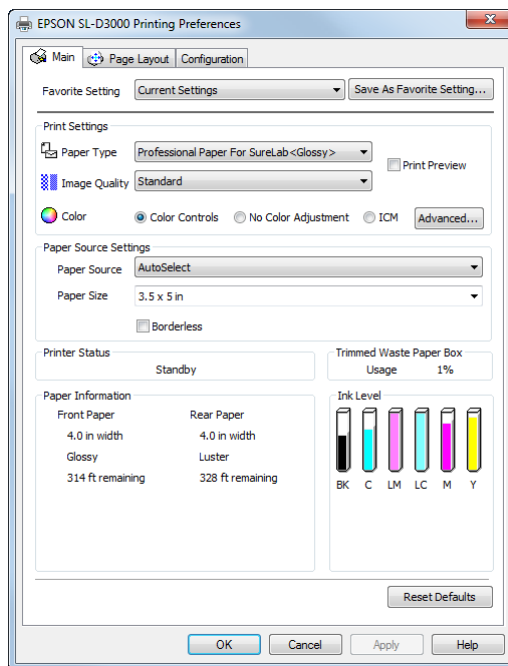 EPSON SL-D3000 Printing Preferences
Main Page Layout Configuration
Favorite Setting Current Settings Save As Favorite Setting...
Print Settings
Paper Type Professional Paper For SureLab<Glossy> Print Preview
Image Quality Standard
Color Color Controls No Color Adjustment ICM Advanced...
Paper Source Settings
Paper Source AutoSelect
Paper Size 3.5 x 5 in
Borderless
Printer Status Trimmed Waste Paper Box
Standby Usage 1%
Paper Information Ink Level
Front Paper Rear Paper
4.0 in width 4.0 in width
Glossy Luster
314 ft remaining 328 ft remaining
BK C LM LC M Y
Reset Defaults
OK Cancel Apply Help